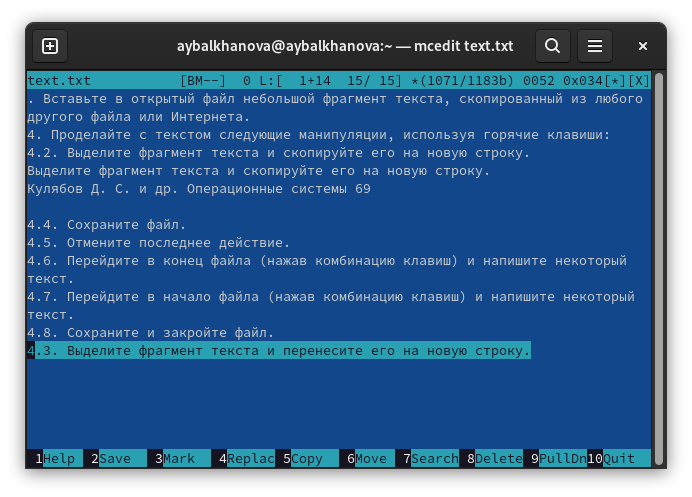 aybalkhanova@aybalkhanova:~ — mcedit text.txt
text.txt [BM--] 0 L:[ 1+14 15/ 15] *(1071/1183b) 0052 0x034[*][X]
. Вставьте в открытый файл небольшой фрагмент текста, скопированный из любого
другого файла или Интернета.
4. Проделайте с текстом следующие манипуляции, используя горячие клавиши:
4.2. Выделите фрагмент текста и скопируйте его на новую строку.
Выделите фрагмент текста и скопируйте его на новую строку.
Кулябов Д. С. и др. Операционные системы 69
4.4. Сохраните файл.
4.5. Отмените последнее действие.
4.6. Перейдите в конец файла (нажав комбинацию клавиш) и напишите некоторый
текст.
4.7. Перейдите в начало файла (нажав комбинацию клавиш) и напишите некоторый
текст.
4.8. Сохраните и закройте файл.
4.3. Выделите фрагмент текста и перенесите его на новую строку.
1Help 2Save 3Mark 4Replac 5Copy 6Move 7Search 8Delete 9PullDn 10Quit